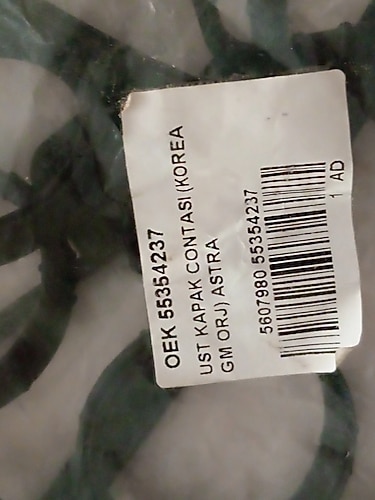 OEK 55354237
UST KAPAK CONTASI (KOREA
GM ORJ) ASTRA
5607980 55354237
1 AD